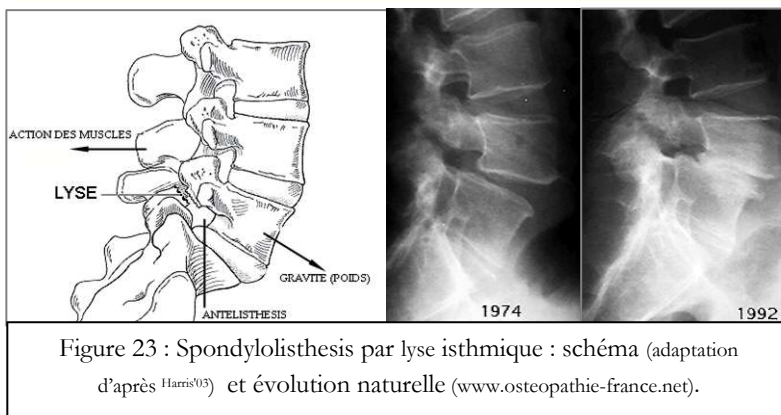 ACTION DES MUSCLES
LYSE
GRAVITE (POIDS)
ANTELISTHESIS
1974
1992
Figure 23 : Spondylolisthesis par lyse isthmique : schéma (adaptation
d'après Harris'03) et évolution naturelle (www.osteopathie-france.net).